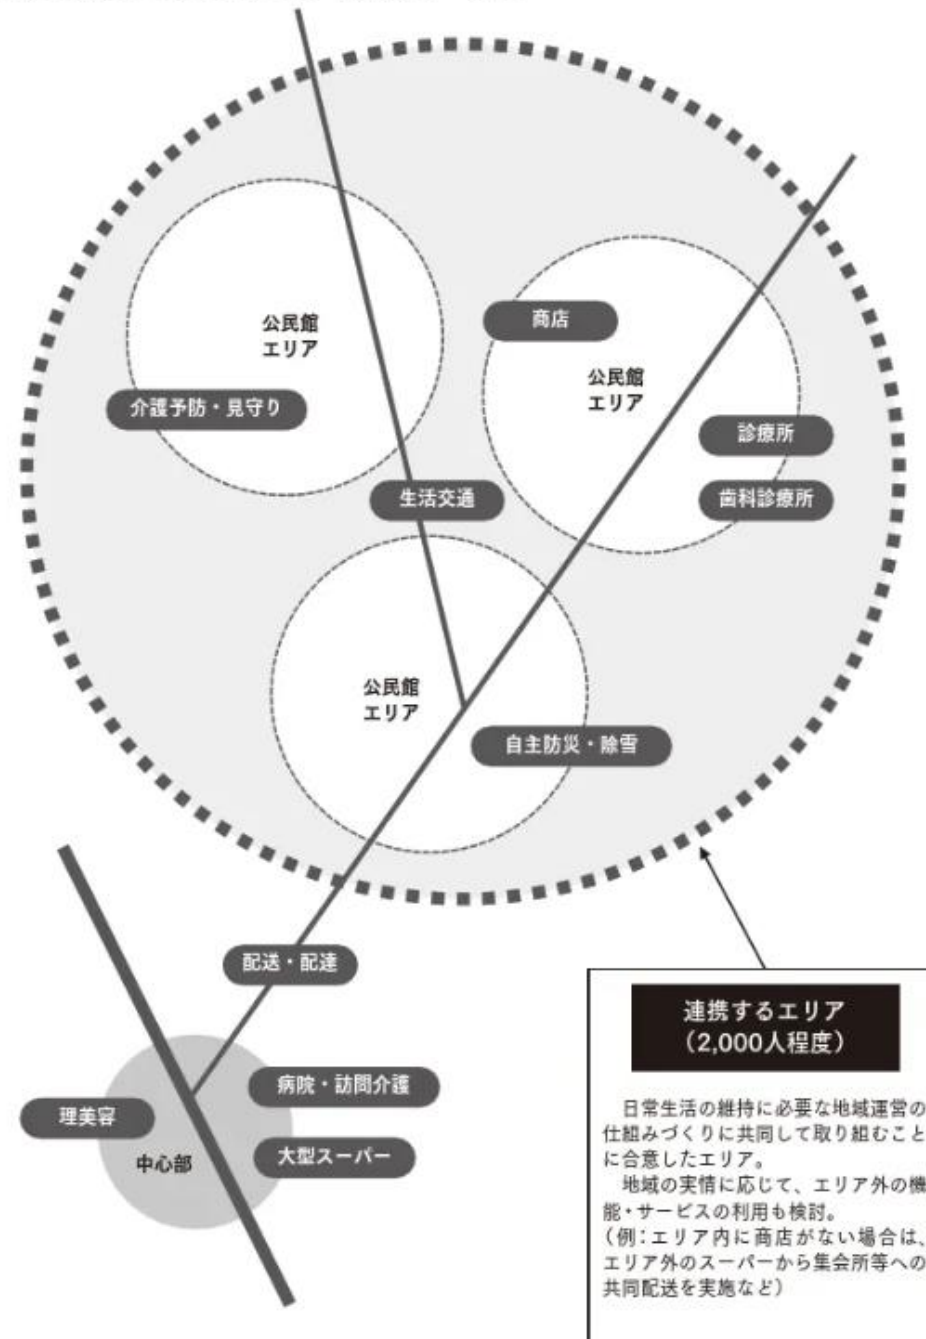 公民館
エリア
商店
公民館
エリア
介護予防・見守り
診療所
生活交通
歯科診療所
公民館
エリア
自主防災・除雪
配送・配達
病院・訪問介護
理美容
大型スーパー
中心部
連携するエリア
（2,000人程度）
日常生活の維持に必要な地域運営の
仕組みづくりに共同して取り組むこと
に合意したエリア。
地域の実情に応じて、エリア外の機
能・サービスの利用も検討。
（例：エリア内に商店がない場合は、
エリア外のスーパーから集会所等への
共同配送を実施など）